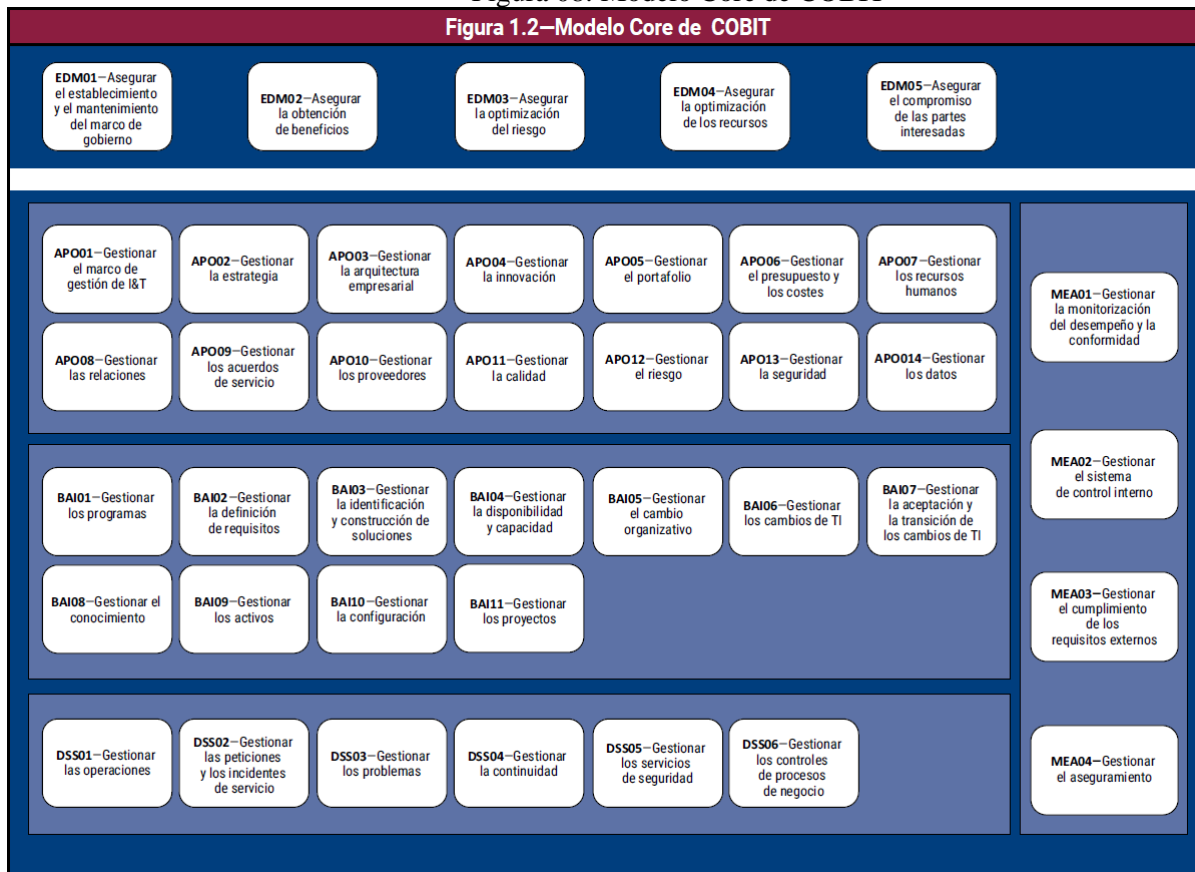 Figura 1.2—Modelo Core de COBIT
EDM01—Asegurar
el establecimiento
y el mantenimiento
del marco de
gobierno
EDM02—Asegurar
la obtención
de beneficios
EDM03—Asegurar
la optimización
del riesgo
EDM04—Asegurar
la optimización
de los recursos
EDM05—Asegurar
el compromiso
de las partes
interesadas
APO01—Gestionar
el marco de
gestión de I&T
APO02—Gestionar
la estrategia
APO03—Gestionar
la arquitectura
empresarial
APO04—Gestionar
la innovación
APO05—Gestionar
el portafolio
APO06—Gestionar
el presupuesto y
los costes
APO07—Gestionar
los recursos
humanos
APO08—Gestionar
las relaciones
APO09—Gestionar
los acuerdos
de servicio
APO10—Gestionar
los proveedores
APO11—Gestionar
la calidad
APO12—Gestionar
el riesgo
APO13—Gestionar
la seguridad
APO014—Gestionar
los datos
BAI01—Gestionar
los programas
BAI02—Gestionar
la definición
de requisitos
BAI03—Gestionar
la identificación
y construcción de
soluciones
BAI04—Gestionar
la disponibilidad
y capacidad
BAI05—Gestionar
el cambio
organizativo
BAI06—Gestionar
los cambios de TI
BAI07—Gestionar
la aceptación y
la transición de
los cambios de TI
BAI08—Gestionar el
conocimiento
BAI09—Gestionar
los activos
BAI10—Gestionar
la configuración
BAI11—Gestionar
los proyectos
DSS01—Gestionar
las operaciones
DSS02—Gestionar
las peticiones
y los incidentes
de servicio
DSS03—Gestionar
los problemas
DSS04—Gestionar
la continuidad
DSS05—Gestionar
los servicios
de seguridad
DSS06—Gestionar
los controles
de procesos
de negocio
MEA01—Gestionar
la monitorización
del desempeño y la
conformidad
MEA02—Gestionar
el sistema
de control interno
MEA03—Gestionar
el cumplimiento
de los
requisitos externos
MEA04—Gestionar
el aseguramiento